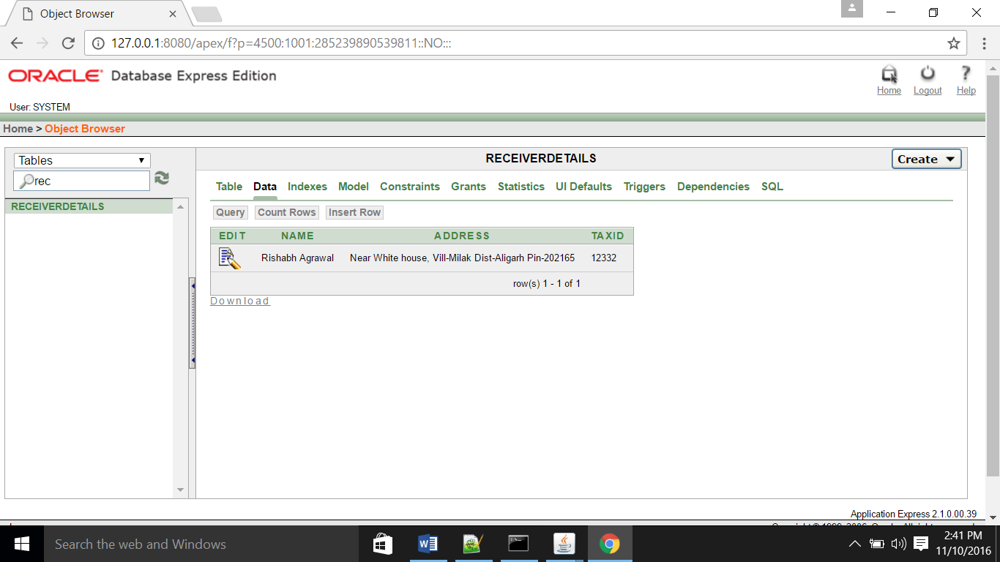 Object Browser
127.0.0.1:8080/apex/f?p=4500:1001:285239890539811::NO:::
ORACLE Database Express Edition
Home Logout Help
User: SYSTEM
Home > Object Browser
Tables
rec
RECEIVERDETAILS
RECEIVERDETAILS
Create
Table Data Indexes Model Constraints Grants Statistics UI Defaults Triggers Dependencies SQL
Query Count Rows Insert Row
EDIT NAME ADDRESS TAXID
Rishabh Agrawal Near White house, Vill-Milak Dist-Aligarh Pin-202165 12332
row(s) 1 - 1 of 1
Download
Application Express 2.1.0.00.39
Search the web and Windows
2:41 PM
11/10/2016